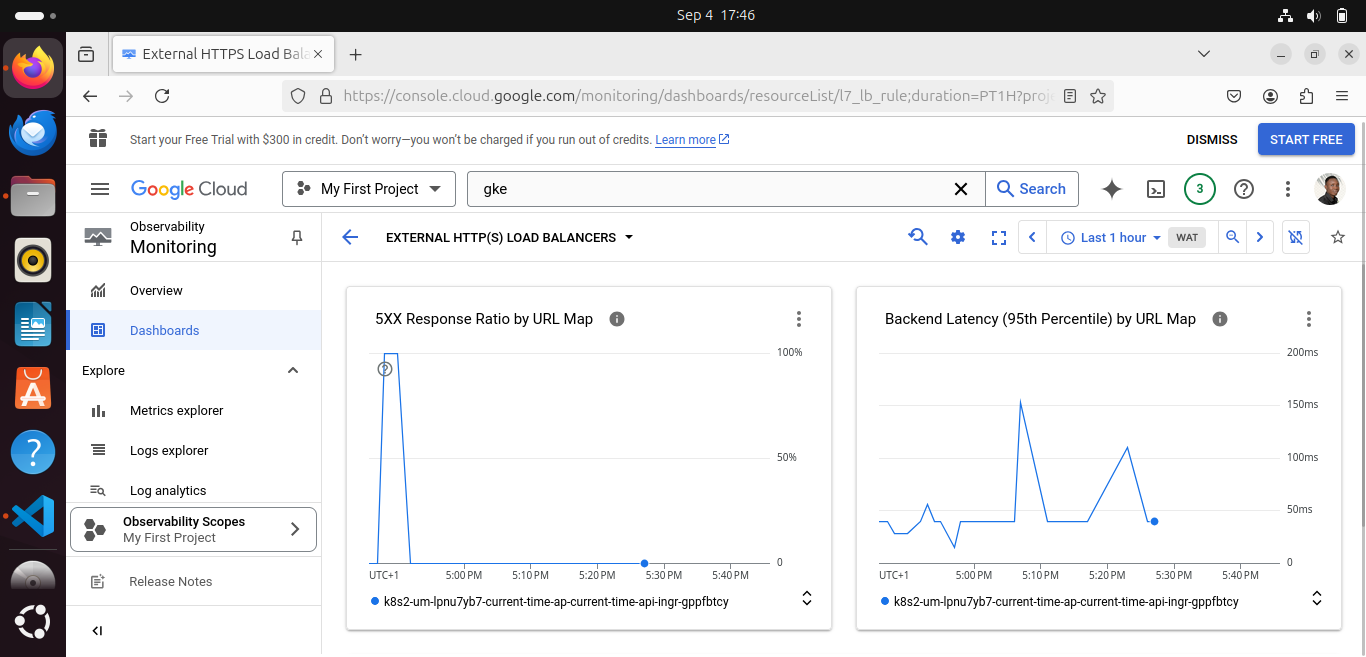 Sep 4 17:46
External HTTPS Load Bala
https://console.cloud.google.com/monitoring/dashboards/resourceList/l7_lb_rule;duration=PT1H?proje
Start your Free Trial with $300 in credit. Don't worry—you won't be charged if you run out of credits. Learn more
DISMISS
START FREE
Google Cloud
My First Project
gke
Search
3
Observability
Monitoring
EXTERNAL HTTP(S) LOAD BALANCERS
Last 1 hour
WAT
Overview
Dashboards
Explore
Metrics explorer
Logs explorer
Log analytics
Observability Scopes
My First Project
Release Notes
5XX Response Ratio by URL Map
100%
50%
0
UTC+1
5:00 PM
5:10 PM
5:20 PM
5:30 PM
5:40 PM
k8s2-um-lpnu7yb7-current-time-ap-current-time-api-ingr-gppfbtcy
Backend Latency (95th Percentile) by URL Map
200ms
150ms
100ms
50ms
0
UTC+1
5:00 PM
5:10 PM
5:20 PM
5:30 PM
5:40 PM
k8s2-um-lpnu7yb7-current-time-ap-current-time-api-ingr-gppfbtcy